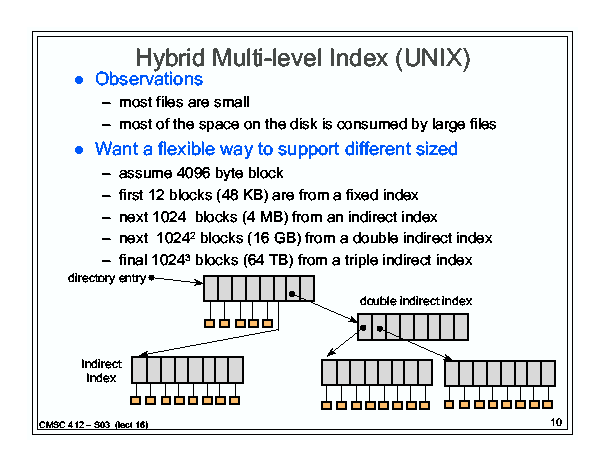 Hybrid Multi-level Index (UNIX)
● Observations
– most files are small
– most of the space on the disk is consumed by large files
● Want a flexible way to support different sized
– assume 4096 byte block
– first 12 blocks (48 KB) are from a fixed index
– next 1024 blocks (4 MB) from an indirect index
– next 1024² blocks (16 GB) from a double indirect index
– final 1024³ blocks (64 TB) from a triple indirect index
directory entry
double indirect index
Indirect
Index
CMSC 412 – S03 (lect 16)
10